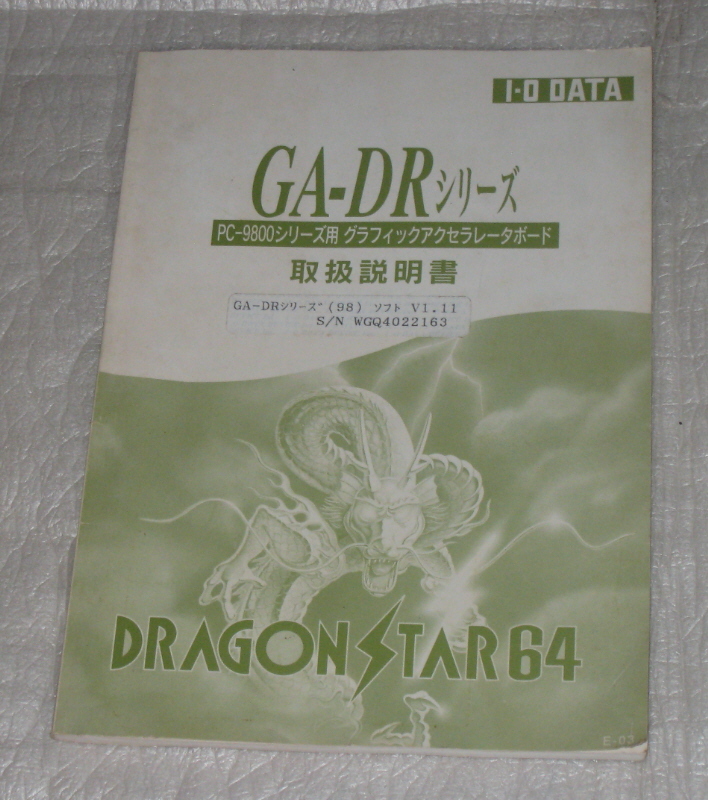 I-O DATA
GA-DRシリーズ
PC-9800シリーズ用 グラフィックアクセラレータボード
取扱説明書
GA-DRｼﾘｰｽﾞ(98) ｿﾌﾄ V1.11
S/N WGQ4022163
DRAGON STAR 64
E-03